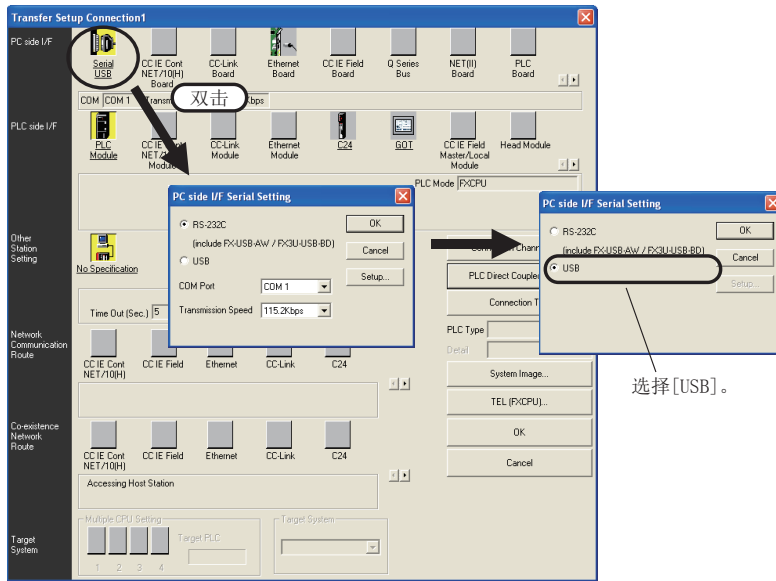 Transfer Setup Connection1
PC side I/F
Serial
USB
CC IE Cont
NET/10(H)
Board
CC-Link
Board
Ethernet
Board
CC IE Field
Board
Q Series
Bus
NET(II)
Board
PLC
Board
COM COM 1
双击
PLC side I/F
PLC
Module
CC IE Cont
Module
CC-Link
Module
Ethernet
Module
C24
GOT
CC IE Field
Master/Local
Module
Head Module
PLC Mode FXCPU
PC side I/F Serial Setting
RS-232C
(include FX-USB-AW / FX3U-USB-BD)
USB
COM Port COM 1
Transmission Speed 115.2Kbps
OK
Cancel
Setup...
PC side I/F Serial Setting
RS-232C
(include FX-USB-AW / FX3U-USB-BD)
USB
OK
Cancel
Setup...
选择[USB]。
Other
Station
Setting
No Specification
Time Out (Sec.) 5
PLC Direct Coupled
Connection T
PLC Type
Detail
System Image...
TEL (FXCPU)...
OK
Cancel
Network
Communication
Route
CC IE Cont
NET/10(H)
CC IE Field
Ethernet
CC-Link
C24
Co-existence
Network
Route
CC IE Cont
NET/10(H)
CC IE Field
Ethernet
CC-Link
C24
Accessing Host Station
Target
System
Multiple CPU Setting
1 2 3 4
Target PLC
Target System